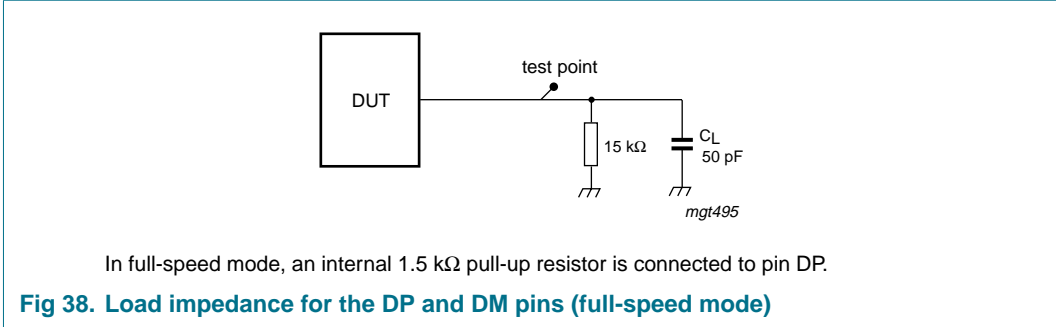 test point
DUT
15 kΩ
CL
50 pF
mgt495
In full-speed mode, an internal 1.5 kΩ pull-up resistor is connected to pin DP.
Fig 38. Load impedance for the DP and DM pins (full-speed mode)